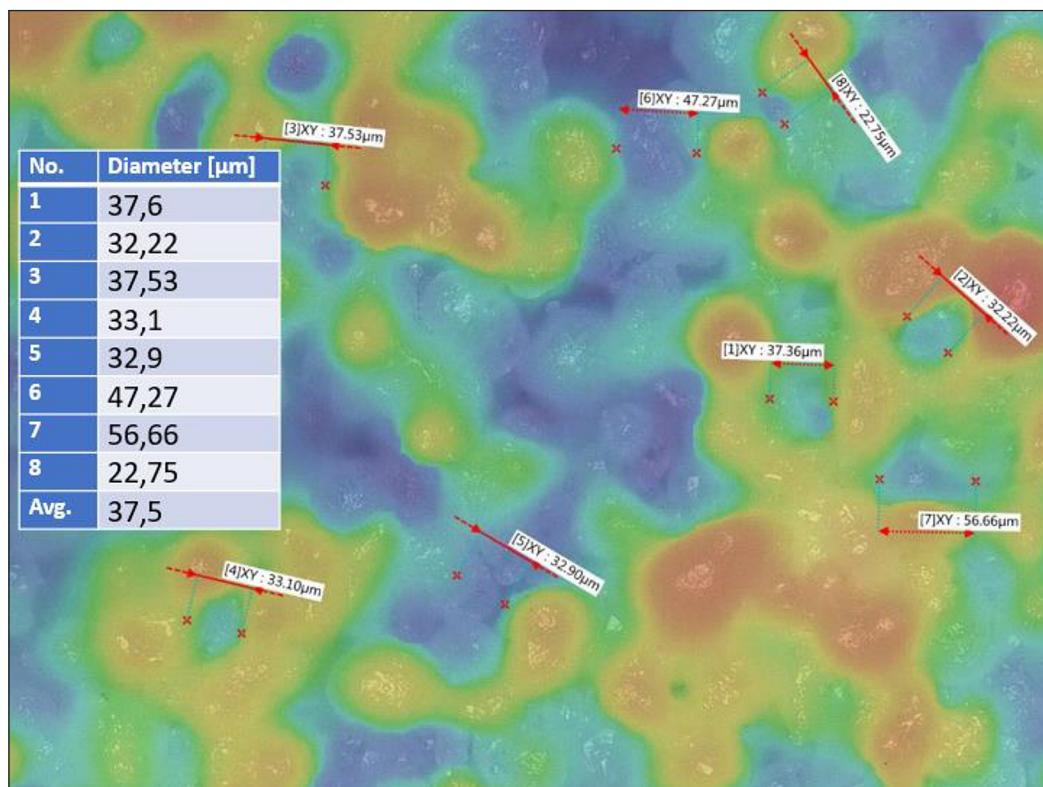 [6]XY : 47.27µm
[8]XY : 22.75µm
[3]XY : 37.53µm
No. Diameter [µm]
1 37,6
2 32,22
3 37,53
4 33,1
5 32,9
6 47,27
7 56,66
8 22,75
Avg. 37,5
[2]XY : 32.22µm
[1]XY : 37.36µm
[7]XY : 56.66µm
[5]XY : 32.90µm
[4]XY : 33.10µm